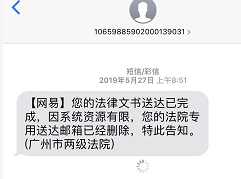 10659885902000139031
短信/彩信
2019年5月27日 上午8:51
【网易】您的法律文书送达已完
成，因系统资源有限，您的法院专
用送达邮箱已经删除，特此告知。
(广州市两级法院)